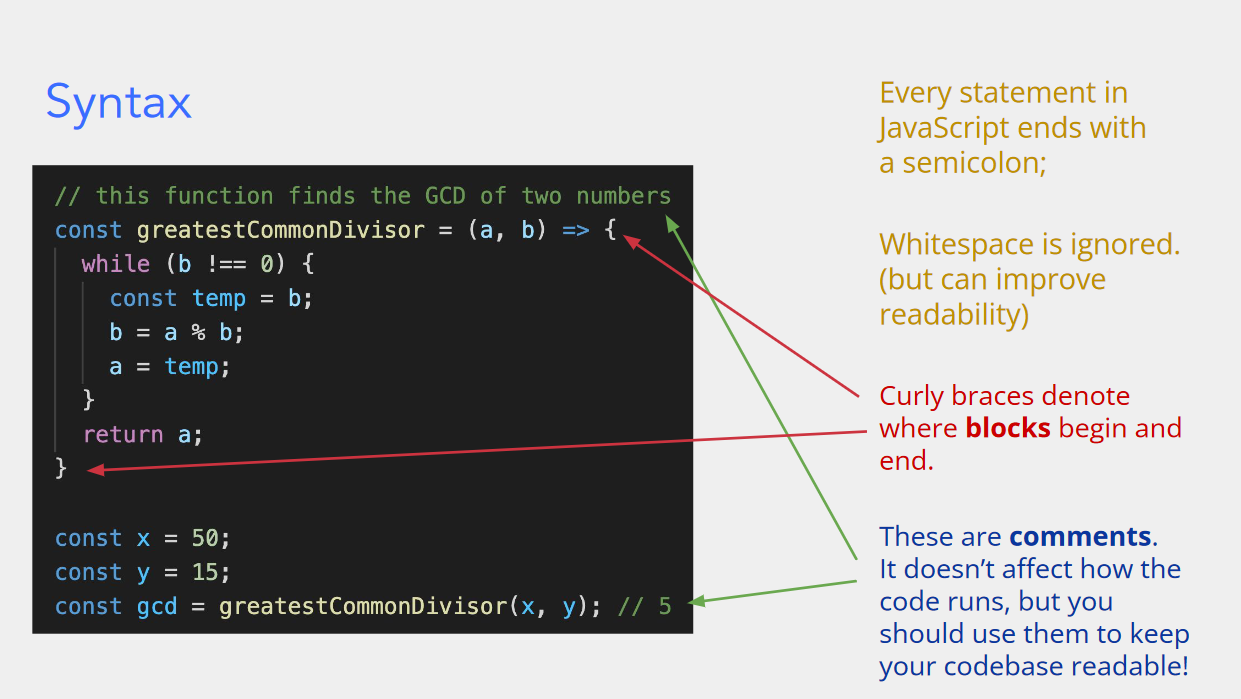 Syntax
// this function finds the GCD of two numbers
const greatestCommonDivisor = (a, b) => {
  while (b !== 0) {
    const temp = b;
    b = a % b;
    a = temp;
  }
  return a;
}
const x = 50;
const y = 15;
const gcd = greatestCommonDivisor(x, y); // 5
Every statement in
JavaScript ends with
a semicolon;
Whitespace is ignored.
(but can improve
readability)
Curly braces denote
where blocks begin and
end.
These are comments.
It doesn’t affect how the
code runs, but you
should use them to keep
your codebase readable!